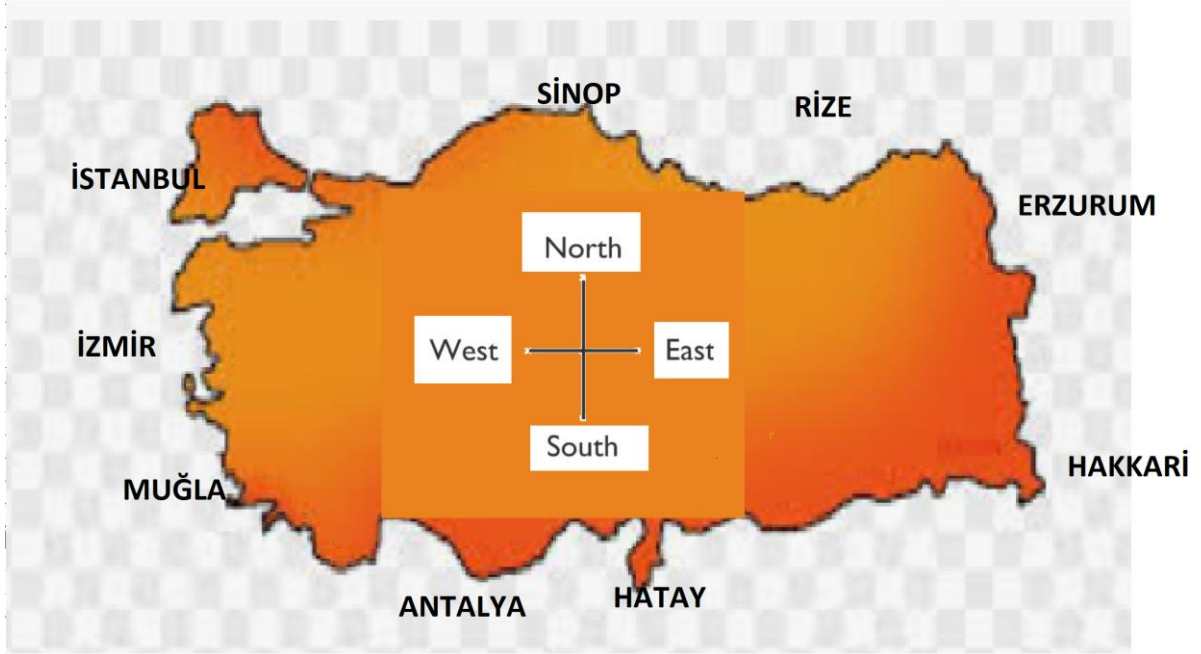 SİNOP
RİZE
İSTANBUL
ERZURUM
North
İZMİR
West
East
South
HAKKARİ
MUĞLA
ANTALYA
HATAY